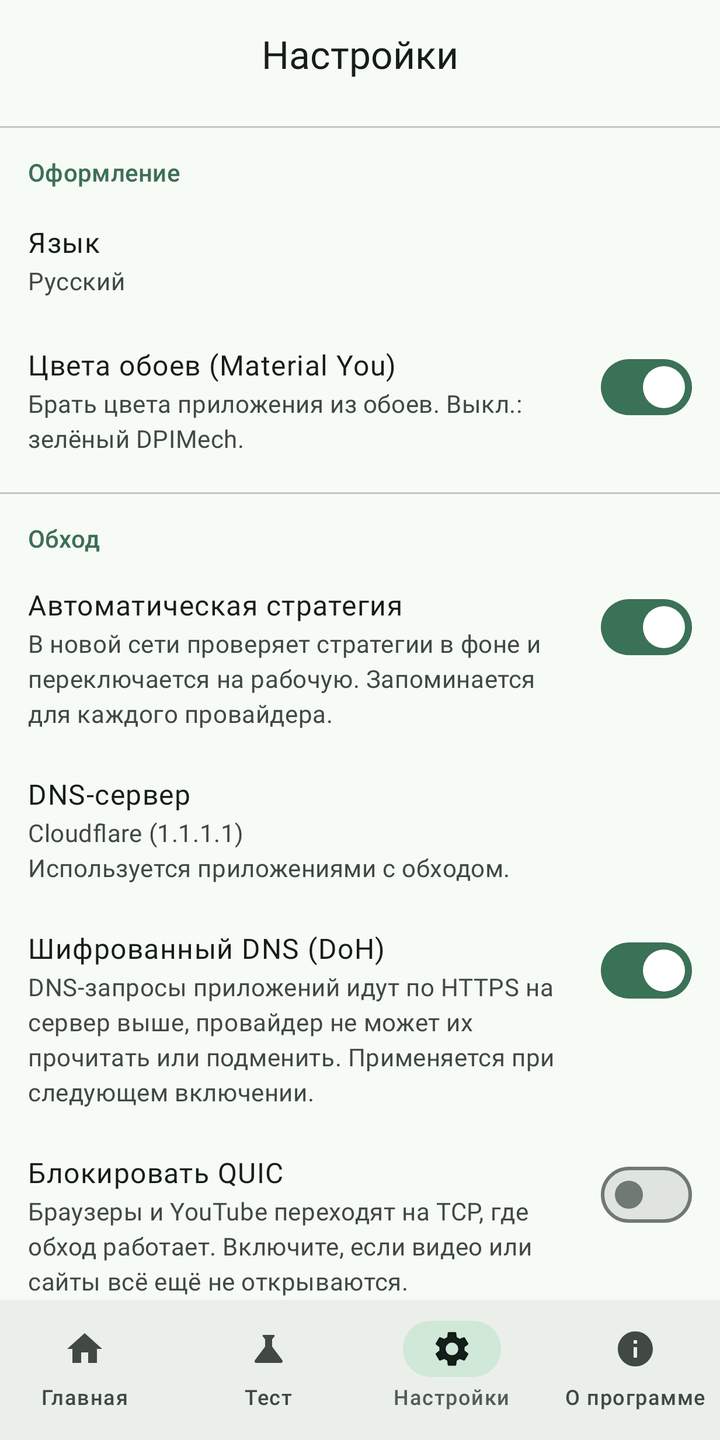 Настройки
Оформление
Язык
Русский
Цвета обоев (Material You)
Брать цвета приложения из обоев. Выкл.:
зелёный DPIMech.
Обход
Автоматическая стратегия
В новой сети проверяет стратегии в фоне и
переключается на рабочую. Запоминается
для каждого провайдера.
DNS-сервер
Cloudflare (1.1.1.1)
Используется приложениями с обходом.
Шифрованный DNS (DoH)
DNS-запросы приложений идут по HTTPS на
сервер выше, провайдер не может их
прочитать или подменить. Применяется при
следующем включении.
Блокировать QUIC
Браузеры и YouTube переходят на TCP, где
обход работает. Включите, если видео или
сайты всё ещё не открываются.
Главная
Тест
Настройки
О программе